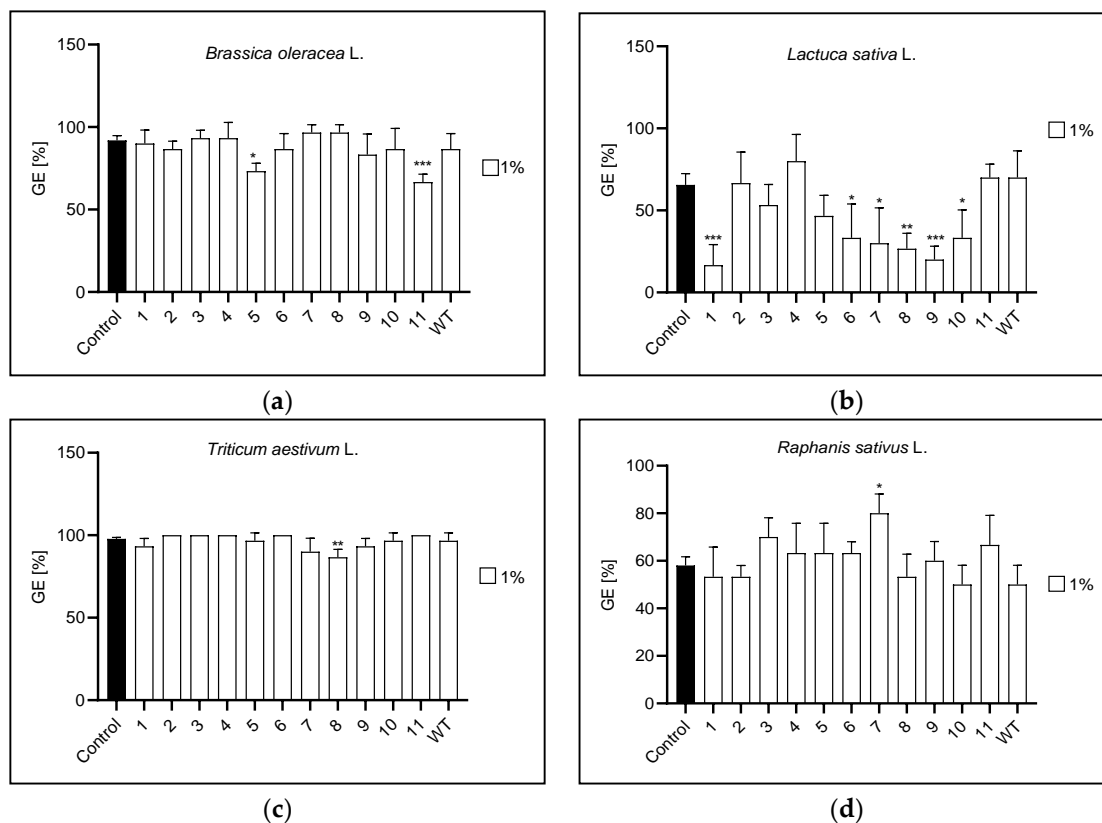 Brassica oleracea L.
GE [%]
150
100
50
0
* ***
1%
Control 1 2 3 4 5 6 7 8 9 10 11 WT
(a)
Lactuca sativa L.
GE [%]
150
100
50
0
*** * * ** *** *
1%
Control 1 2 3 4 5 6 7 8 9 10 11 WT
(b)
Triticum aestivum L.
GE [%]
150
100
50
0
**
1%
Control 1 2 3 4 5 6 7 8 9 10 11 WT
(c)
Raphanis sativus L.
GE [%]
100
80
60
40
20
0
*
1%
Control 1 2 3 4 5 6 7 8 9 10 11 WT
(d)